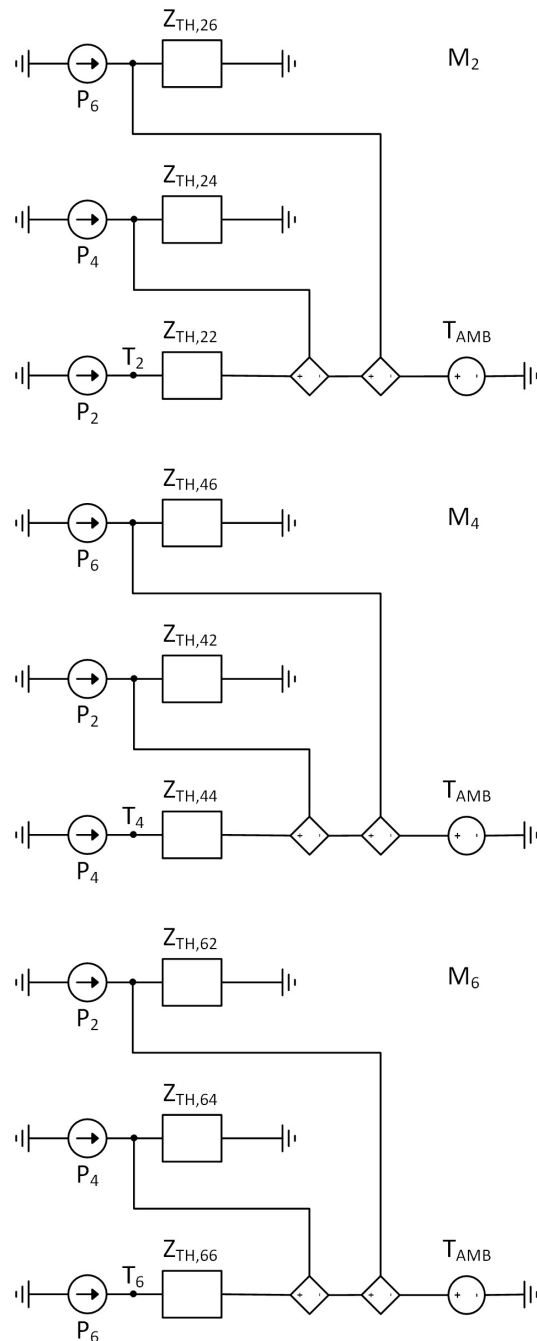 Z_TH,26
M_2
P_6
Z_TH,24
P_4
Z_TH,22
T_2
T_AMB
+ - + - + -
P_2
Z_TH,46
M_4
P_6
Z_TH,42
P_2
Z_TH,44
T_4
T_AMB
+ - + - + -
P_4
Z_TH,62
M_6
P_2
Z_TH,64
P_4
Z_TH,66
T_6
T_AMB
+ - + - + -
P_6